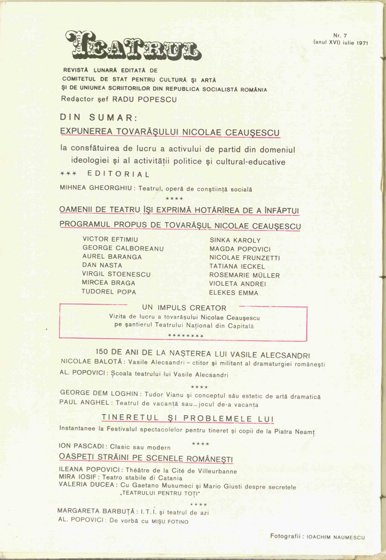 TEATRUL
Nr. 7
(anul XVI) iulie 1971
REVISTĂ LUNARĂ EDITATĂ DE
COMITETUL DE STAT PENTRU CULTURĂ ȘI ARTĂ
ȘI DE UNIUNEA SCRIITORILOR DIN REPUBLICA SOCIALISTĂ ROMÂNIA
Redactor șef RADU POPESCU
DIN SUMAR:
EXPUNEREA TOVARĂȘULUI NICOLAE CEAUȘESCU
la consfătuirea de lucru a activului de partid din domeniul
ideologiei și al activității politice și cultural-educative
*** EDITORIAL
MIHNEA GHEORGHIU: Teatrul, operă de conștiință socială
****
OAMENII DE TEATRU ÎȘI EXPRIMĂ HOTĂRÎREA DE A ÎNFĂPTUI
PROGRAMUL PROPUS DE TOVARĂȘUL NICOLAE CEAUȘESCU
VICTOR EFTIMIU
GEORGE CALBOREANU
AUREL BARANGA
DAN NASTA
VIRGIL STOENESCU
MIRCEA BRAGA
TUDOREL POPA
SINKA KAROLY
MAGDA POPOVICI
NICOLAE FRUNZETTI
TATIANA IECKEL
ROSEMARIE MÜLLER
VIOLETA ANDREI
ELEKES EMMA
UN IMPULS CREATOR
Vizita de lucru a tovarășului Nicolae Ceaușescu
pe șantierul Teatrului Național din Capitală
********
150 DE ANI DE LA NAȘTEREA LUI VASILE ALECSANDRI
NICOLAE BALOTĂ: Vasile Alecsandri – ctitor și militant al dramaturgiei românești
AL. POPOVICI: Școala teatrului lui Vasile Alecsandri
****
GEORGE DEM LOGHIN: Tudor Vianu și conceptul său estetic de artă dramatică
PAUL ANGHEL: Teatrul de vacanță sau... jocul de-a vacanța
TINERETUL ȘI PROBLEMELE LUI
Instantanee la Festivalul spectacolelor pentru tineret și copii de la Piatra Neamț
****
ION PASCADI: Clasic sau modern
OASPEȚI STRĂINI PE SCENELE ROMÂNEȘTI
ILEANA POPOVICI: Théâtre de la Cité de Villeurbanne
MIRA IOSIF: Teatro stabile di Catania
VALERIA DUCEA: Cu Gaetano Musumeci și Mario Giusti despre secretele
„TEATRULUI PENTRU TOȚI”
****
MARGARETA BARBUȚĂ: I.T.I. și teatrul de azi
AL. POPOVICI: De vorbă cu MIȘU FOTINO
Fotografii: IOACHIM NAUMESCU